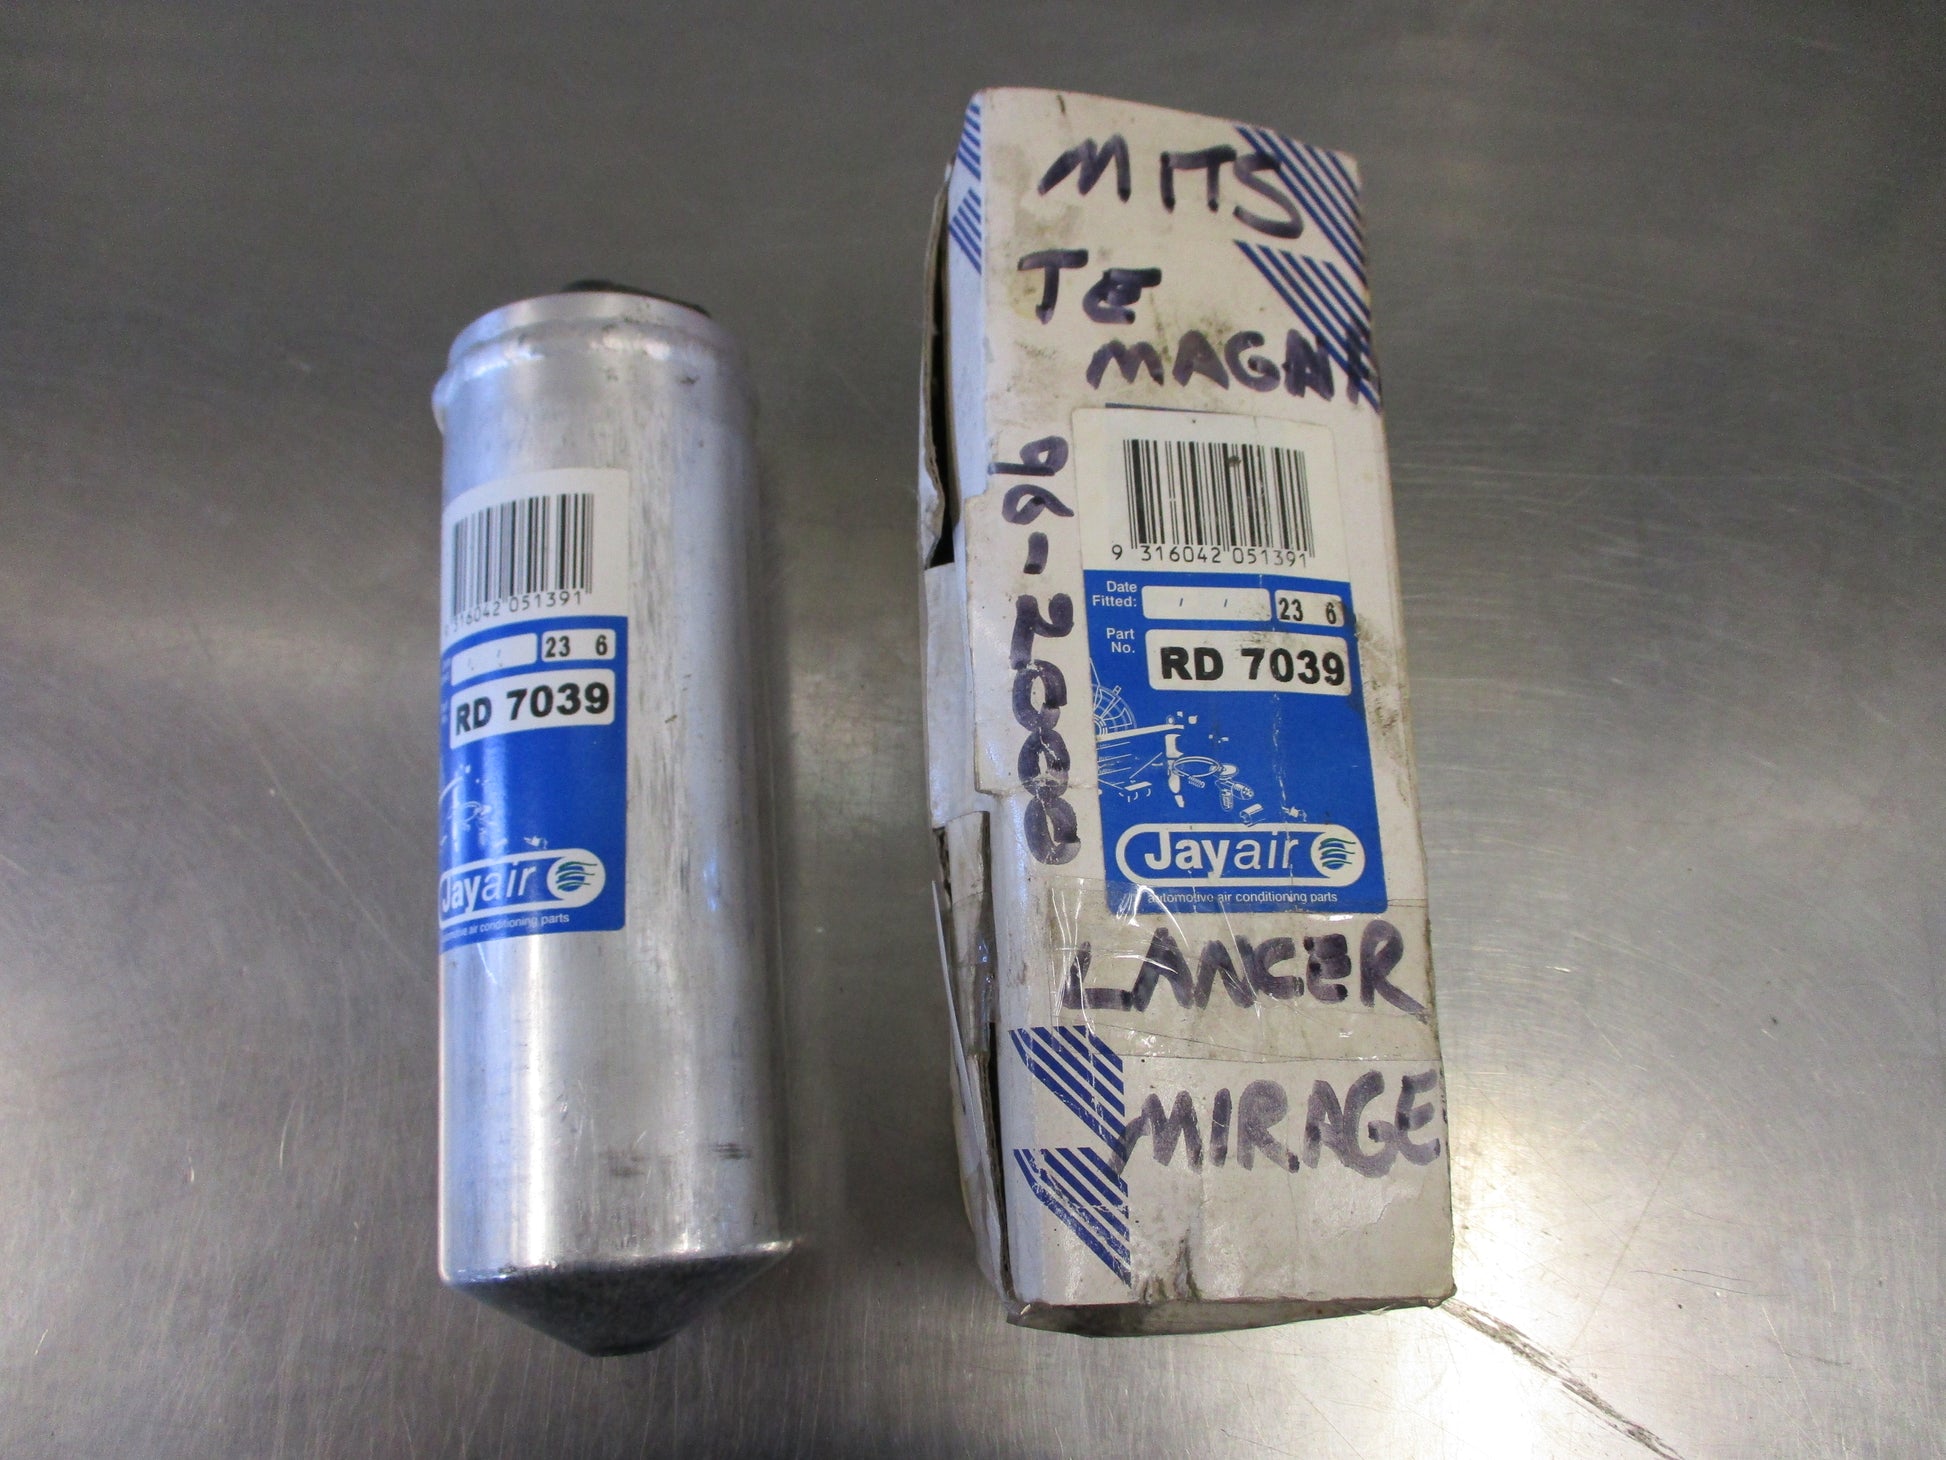 316042 051391
23 6
RD 7039
Jayair
omotive air conditioning parts
MITS
TE
MAGNA
96-2000
9 316042 051391
Date Fitted: / / 23 6
Part No. RD 7039
Jayair
automotive air conditioning parts
LANCER
MIRAGE